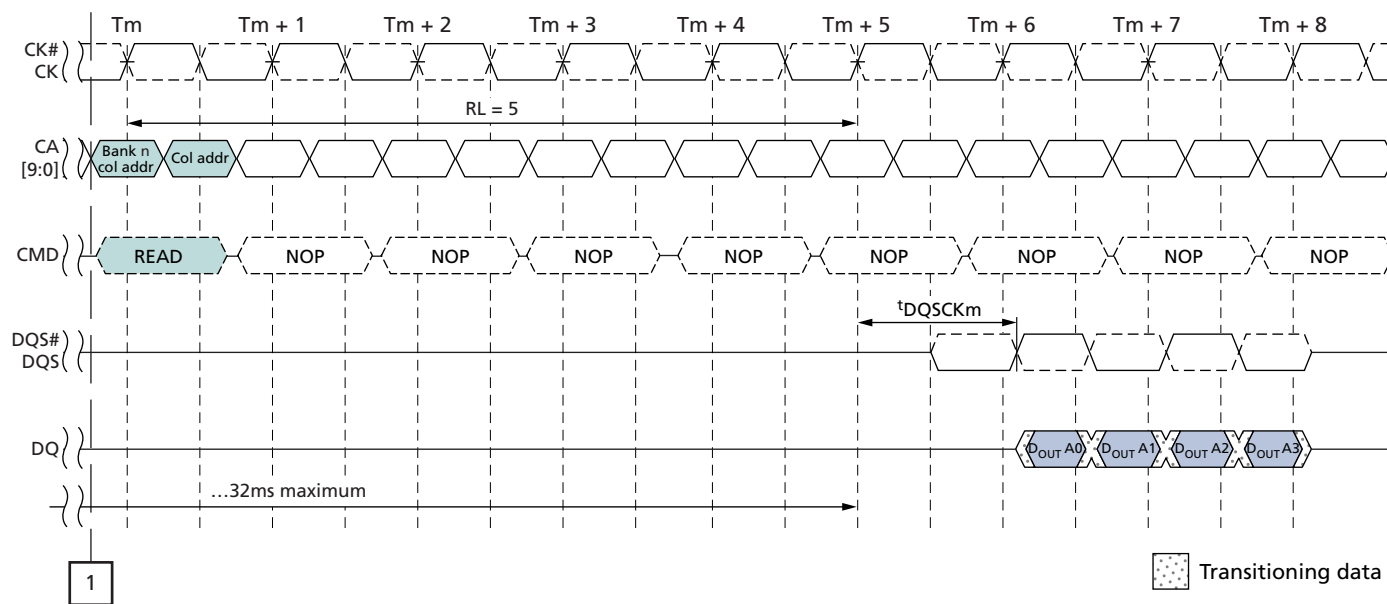 Tm Tm + 1 Tm + 2 Tm + 3 Tm + 4 Tm + 5 Tm + 6 Tm + 7 Tm + 8
CK#
CK
RL = 5
CA
[9:0]
Bank n
col addr
Col addr
CMD READ NOP NOP NOP NOP NOP NOP NOP NOP
tDQSCKm
DQS#
DQS
DQ DOUT A0 DOUT A1 DOUT A2 DOUT A3
…32ms maximum
1
Transitioning data